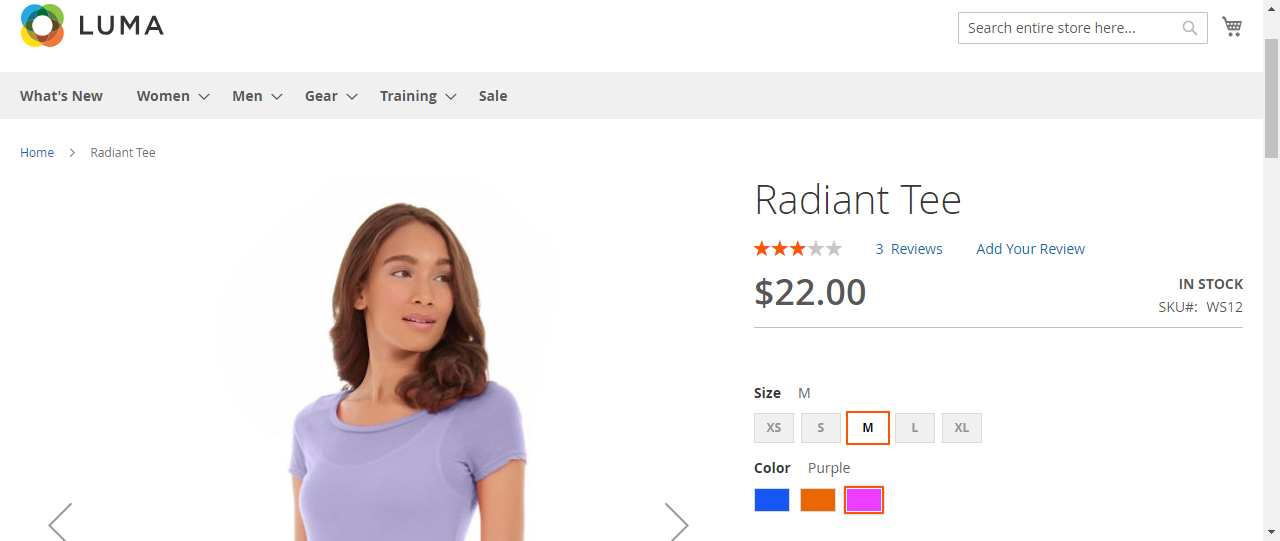 LUMA
Search entire store here...
What's New Women Men Gear Training Sale
Home Radiant Tee
Radiant Tee
3 Reviews Add Your Review
$22.00
IN STOCK
SKU#: WS12
Size M
XS S M L XL
Color Purple